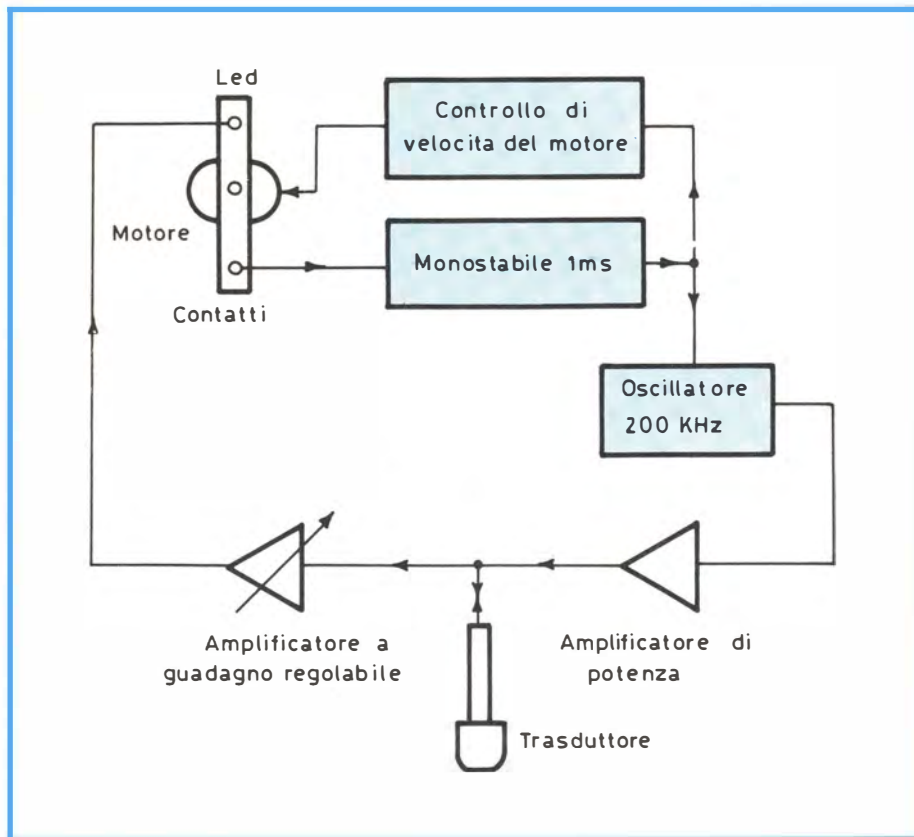 Led
Controllo di
velocita del motore
Motore
Monostabile 1ms
Contatti
Oscillatore
200 KHz
Amplificatore a
guadagno regolabile
Amplificatore di
potenza
Trasduttore